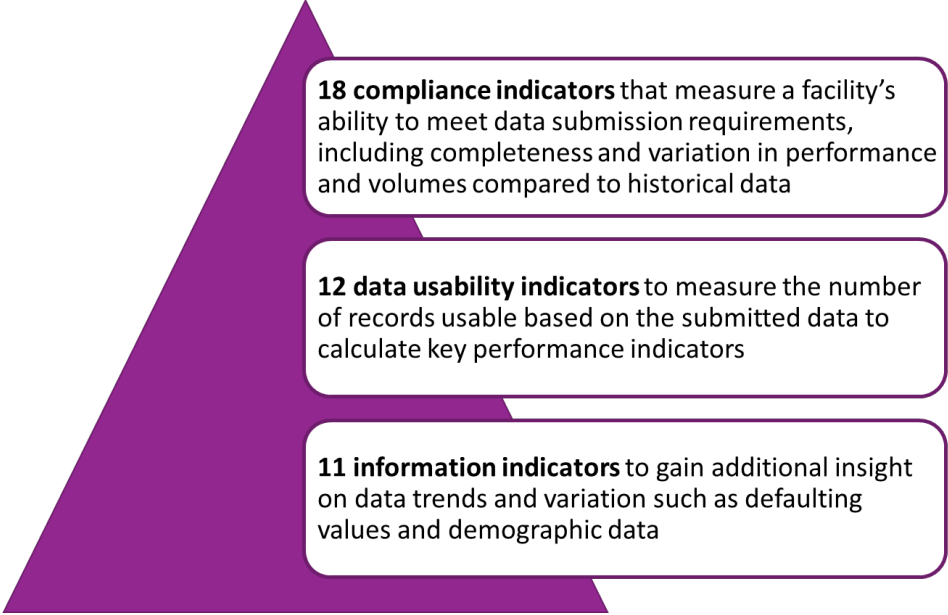 18 compliance indicators that measure a facility’s
ability to meet data submission requirements,
including completeness and variation in performance
and volumes compared to historical data
12 data usability indicators to measure the number
of records usable based on the submitted data to
calculate key performance indicators
11 information indicators to gain additional insight
on data trends and variation such as defaulting
values and demographic data